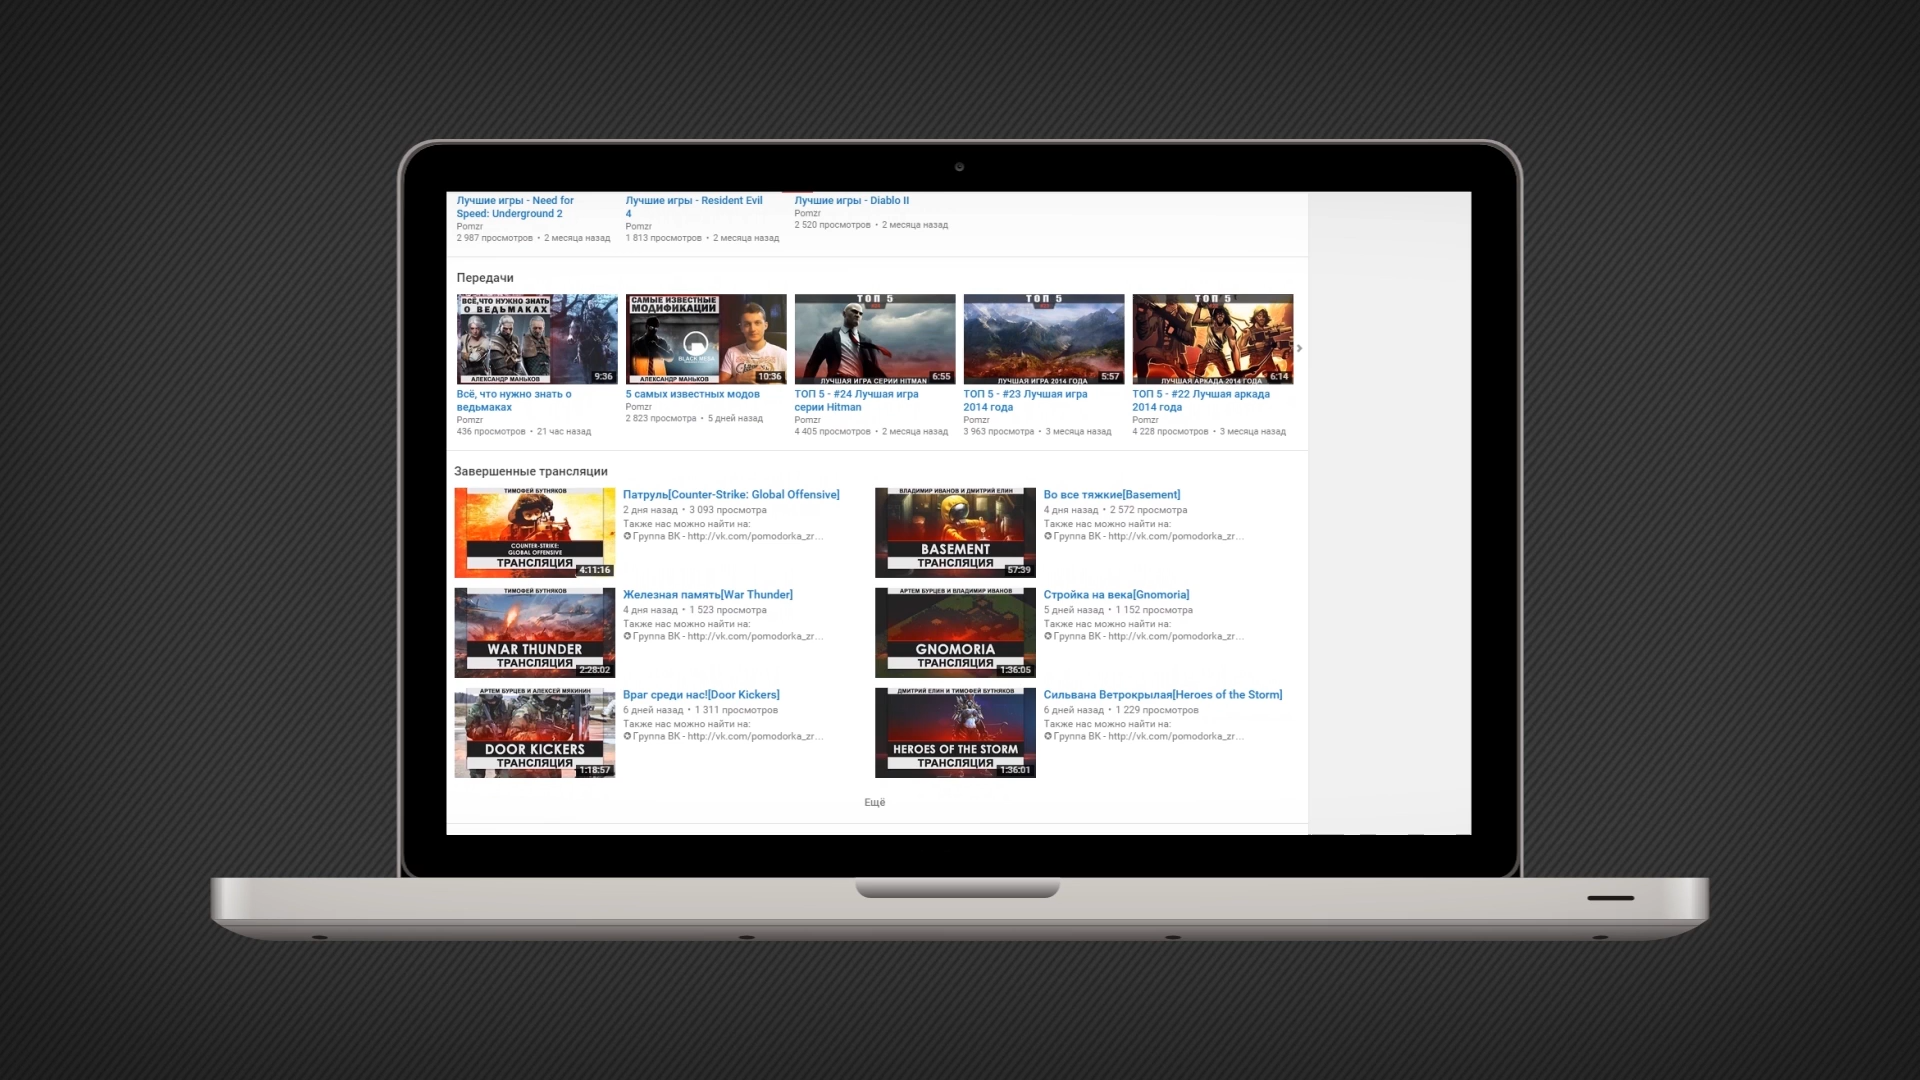 Лучшие игры - Need for
Speed: Underground 2
Pomzr
2 987 просмотров • 2 месяца назад
Лучшие игры - Resident Evil
4
Pomzr
1 813 просмотров • 2 месяца назад
Лучшие игры - Diablo II
Pomzr
2 520 просмотров • 2 месяца назад
Передачи
ВСЁ, ЧТО НУЖНО ЗНАТЬ
О ВЕДЬМАКАХ
АЛЕКСАНДР МАНЬКОВ
9:36
Всё, что нужно знать о
ведьмаках
Pomzr
436 просмотров • 21 час назад
САМЫЕ ИЗВЕСТНЫЕ
МОДИФИКАЦИИ
BLACK MESA
АЛЕКСАНДР МАНЬКОВ
10:36
5 самых известных модов
Pomzr
2 823 просмотра • 5 дней назад
ТОП 5
ЛУЧШАЯ ИГРА СЕРИИ HITMAN
6:55
ТОП 5 - #24 Лучшая игра
серии Hitman
Pomzr
4 405 просмотров • 2 месяца назад
ТОП 5
ЛУЧШАЯ ИГРА 2014 ГОДА
5:57
ТОП 5 - #23 Лучшая игра
2014 года
Pomzr
3 963 просмотра • 3 месяца назад
ТОП 5
ЛУЧШАЯ АРКАДА 2014 ГОДА
6:14
ТОП 5 - #22 Лучшая аркада
2014 года
Pomzr
4 228 просмотров • 3 месяца назад
Завершенные трансляции
ТИМОФЕЙ БУТНЯКОВ
COUNTER-STRIKE:
GLOBAL OFFENSIVE
ТРАНСЛЯЦИЯ
4:11:16
Патруль[Counter-Strike: Global Offensive]
2 дня назад • 3 093 просмотра
Также нас можно найти на:
✪ Группа ВК - http://vk.com/pomodorka_zr...
ВЛАДИМИР ИВАНОВ И ДМИТРИЙ ЕЛИН
BASEMENT
ТРАНСЛЯЦИЯ
57:39
Во все тяжкие[Basement]
4 дня назад • 2 572 просмотра
Также нас можно найти на:
✪ Группа ВК - http://vk.com/pomodorka_zr...
ТИМОФЕЙ БУТНЯКОВ
WAR THUNDER
ТРАНСЛЯЦИЯ
2:28:02
Железная память[War Thunder]
4 дня назад • 1 523 просмотра
Также нас можно найти на:
✪ Группа ВК - http://vk.com/pomodorka_zr...
АРТЕМ БУРЦЕВ И ВЛАДИМИР ИВАНОВ
GNOMORIA
ТРАНСЛЯЦИЯ
1:36:05
Стройка на века[Gnomoria]
5 дней назад • 1 152 просмотра
Также нас можно найти на:
✪ Группа ВК - http://vk.com/pomodorka_zr...
АРТЕМ БУРЦЕВ И АЛЕКСЕЙ МЯКИНИН
DOOR KICKERS
ТРАНСЛЯЦИЯ
1:18:57
Враг среди нас![Door Kickers]
6 дней назад • 1 311 просмотров
Также нас можно найти на:
✪ Группа ВК - http://vk.com/pomodorka_zr...
ДМИТРИЙ ЕЛИН И ТИМОФЕЙ БУТНЯКОВ
HEROES OF THE STORM
ТРАНСЛЯЦИЯ
1:36:01
Сильвана Ветрокрылая[Heroes of the Storm]
6 дней назад • 1 229 просмотров
Также нас можно найти на:
✪ Группа ВК - http://vk.com/pomodorka_zr...
Ещё